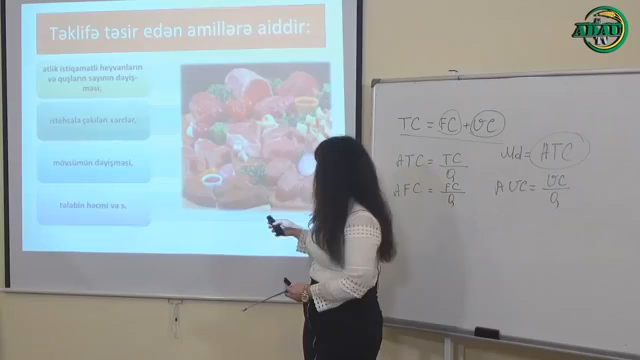 Təklifə təsir edən amillərə aiddir:
ətlik istiqamətli heyvanların
və quşların sayının dəyiş-
məsi,
istehsala çəkilən xərclər,
mövsümün dəyişməsi,
tələbin həcmi və s.
ADAU
TV
TC = FC + VC
ATC = TC / Q
Md = ATC
AFC = FC / Q
AVC = VC / Q